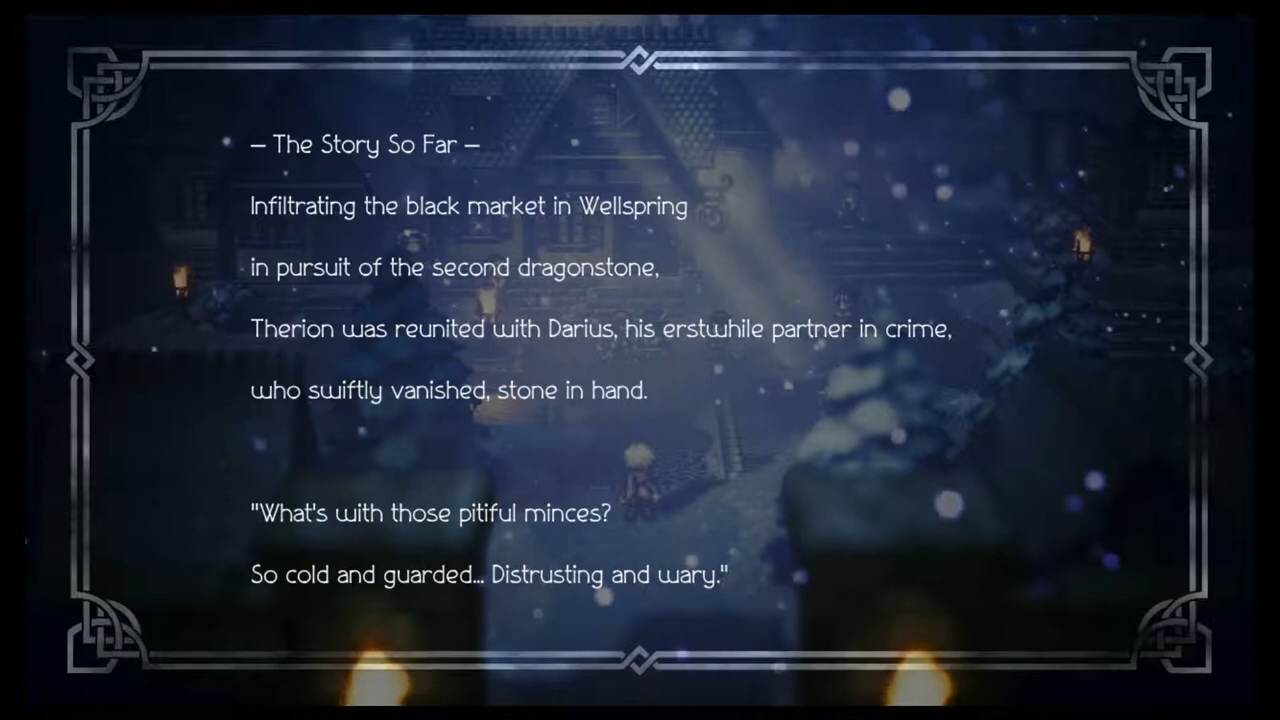 – The Story So Far –
Infiltrating the black market in Wellspring
in pursuit of the second dragonstone,
Therion was reunited with Darius, his erstwhile partner in crime,
who swiftly vanished, stone in hand.
"What's with those pitiful minces?
So cold and guarded... Distrusting and wary."